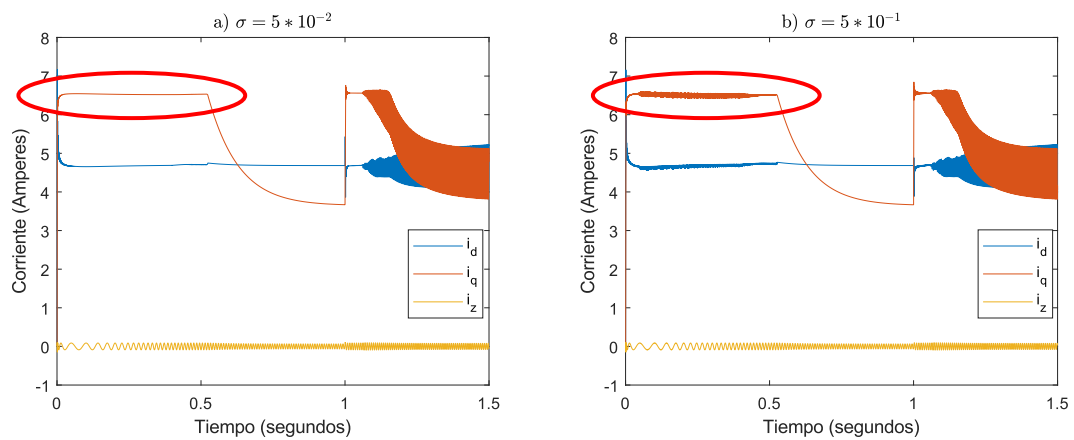 a) σ = 5 * 10⁻²
8
7
6
5
4
3
2
1
0
-1
0
0.5
1
1.5
Corriente (Amperes)
Tiempo (segundos)
i_d
i_q
i_z
b) σ = 5 * 10⁻¹
8
7
6
5
4
3
2
1
0
-1
0
0.5
1
1.5
Corriente (Amperes)
Tiempo (segundos)
i_d
i_q
i_z